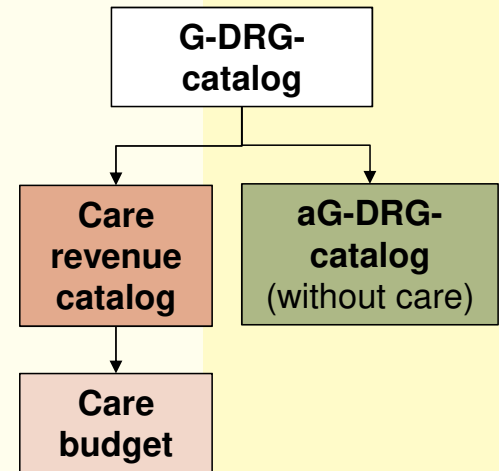 G-DRG-
catalog
Care
revenue
catalog
aG-DRG-
catalog
(without care)
Care
budget